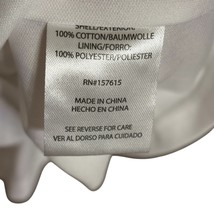 SHELL/EXTERIOR:
100% COTTON/BAUMWOLLE
LINING/FORRO:
100% POLYESTER/POLIESTER
RN#157615
MADE IN CHINA
HECHO EN CHINA
SEE REVERSE FOR CARE
VER AL DORSO PARA CUIDADO